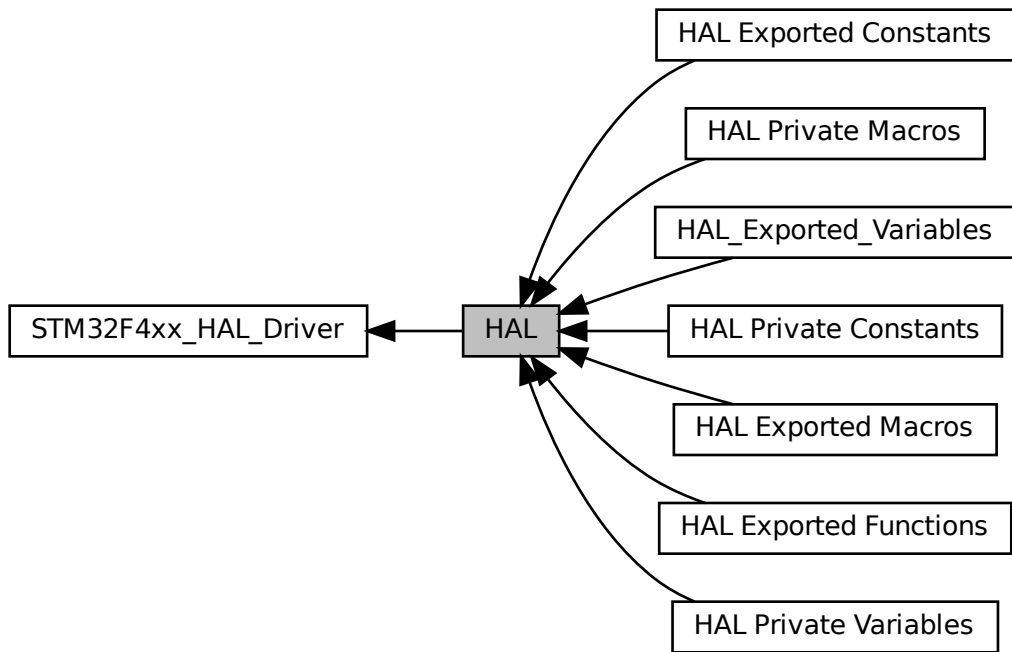 HAL Exported Constants
HAL Private Macros
HAL_Exported_Variables
STM32F4xx_HAL_Driver
HAL
HAL Private Constants
HAL Exported Macros
HAL Exported Functions
HAL Private Variables